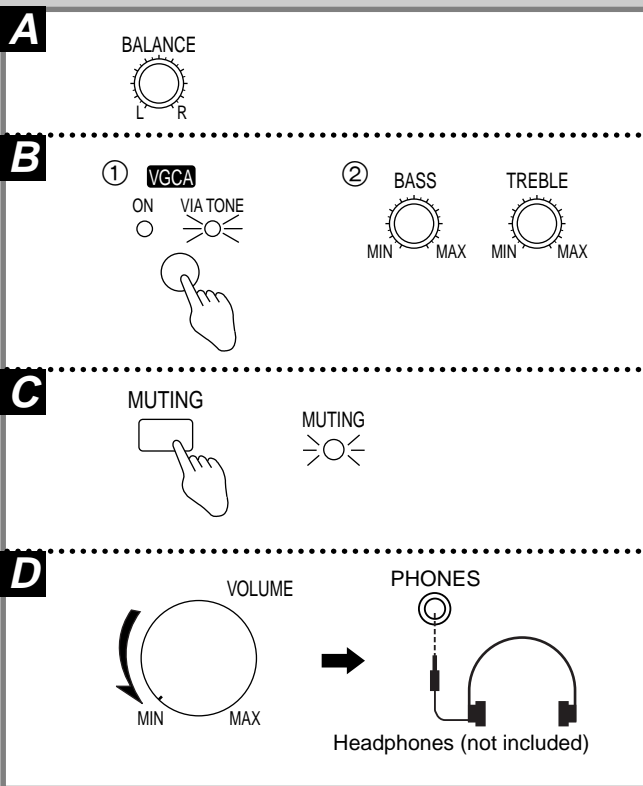 A
BALANCE
L R
B
① VGCA
ON VIA TONE
② BASS TREBLE
MIN MAX MIN MAX
C
MUTING
MUTING
D
VOLUME
MIN MAX
PHONES
Headphones (not included)